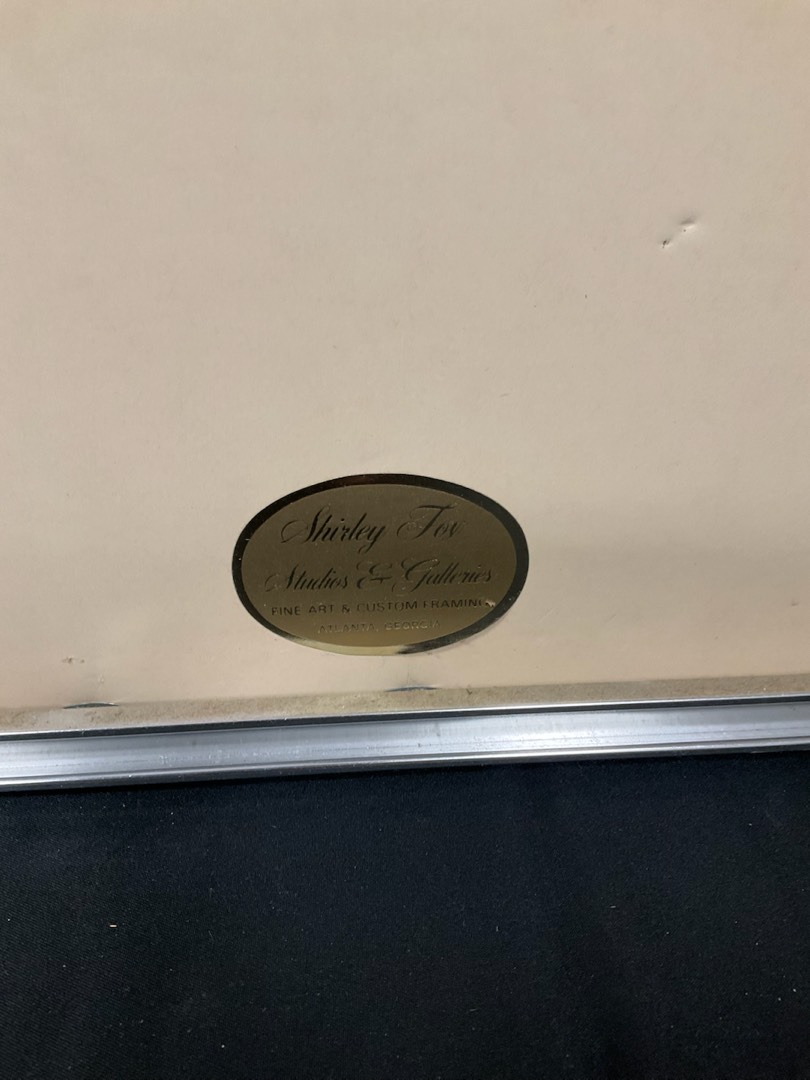 Shirley Fox
Studios & Galleries
FINE ART & CUSTOM FRAMING
ATLANTA, GEORGIA